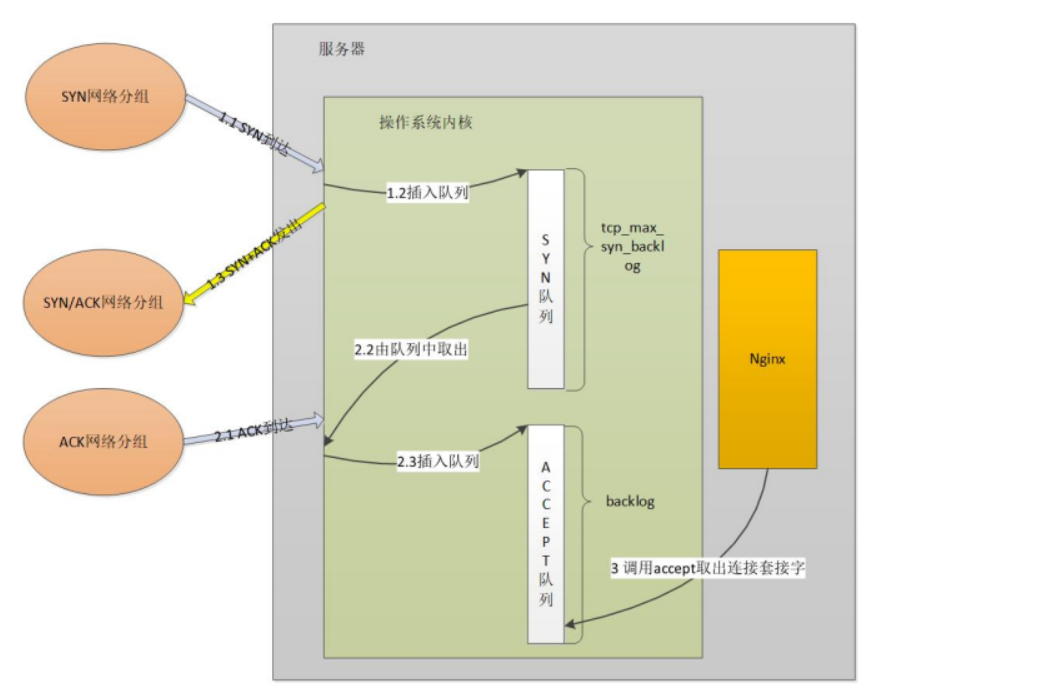 服务器
SYN网络分组
操作系统内核
1.1 SYN到达
1.2插入队列
1.3 SYN+ACK发出
SYN队列
tcp_max_
syn_backl
og
SYN/ACK网络分组
2.2由队列中取出
Nginx
ACK网络分组
2.1 ACK到达
2.3插入队列
ACCEPT队列
backlog
3 调用accept取出连接套接字